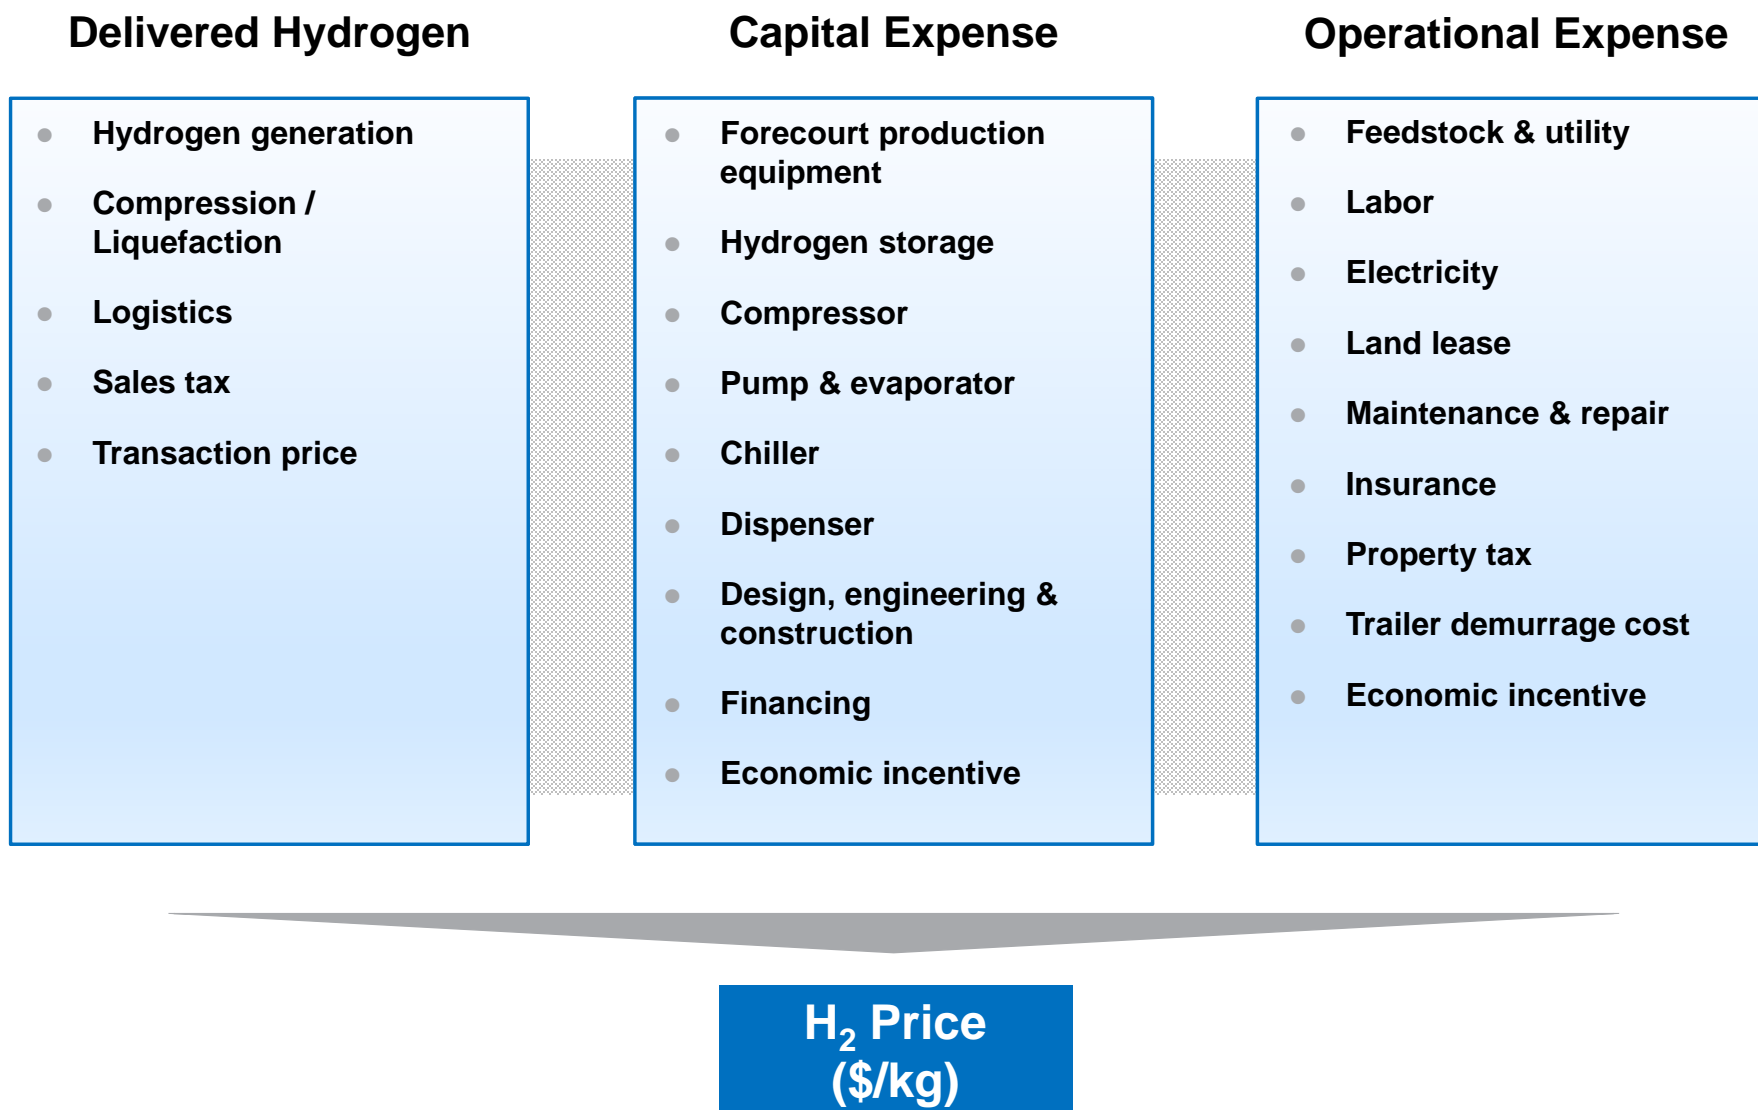 Delivered Hydrogen
Hydrogen generation
Compression /
Liquefaction
Logistics
Sales tax
Transaction price
Capital Expense
Forecourt production
equipment
Hydrogen storage
Compressor
Pump & evaporator
Chiller
Dispenser
Design, engineering &
construction
Financing
Economic incentive
Operational Expense
Feedstock & utility
Labor
Electricity
Land lease
Maintenance & repair
Insurance
Property tax
Trailer demurrage cost
Economic incentive
H₂ Price
($/kg)